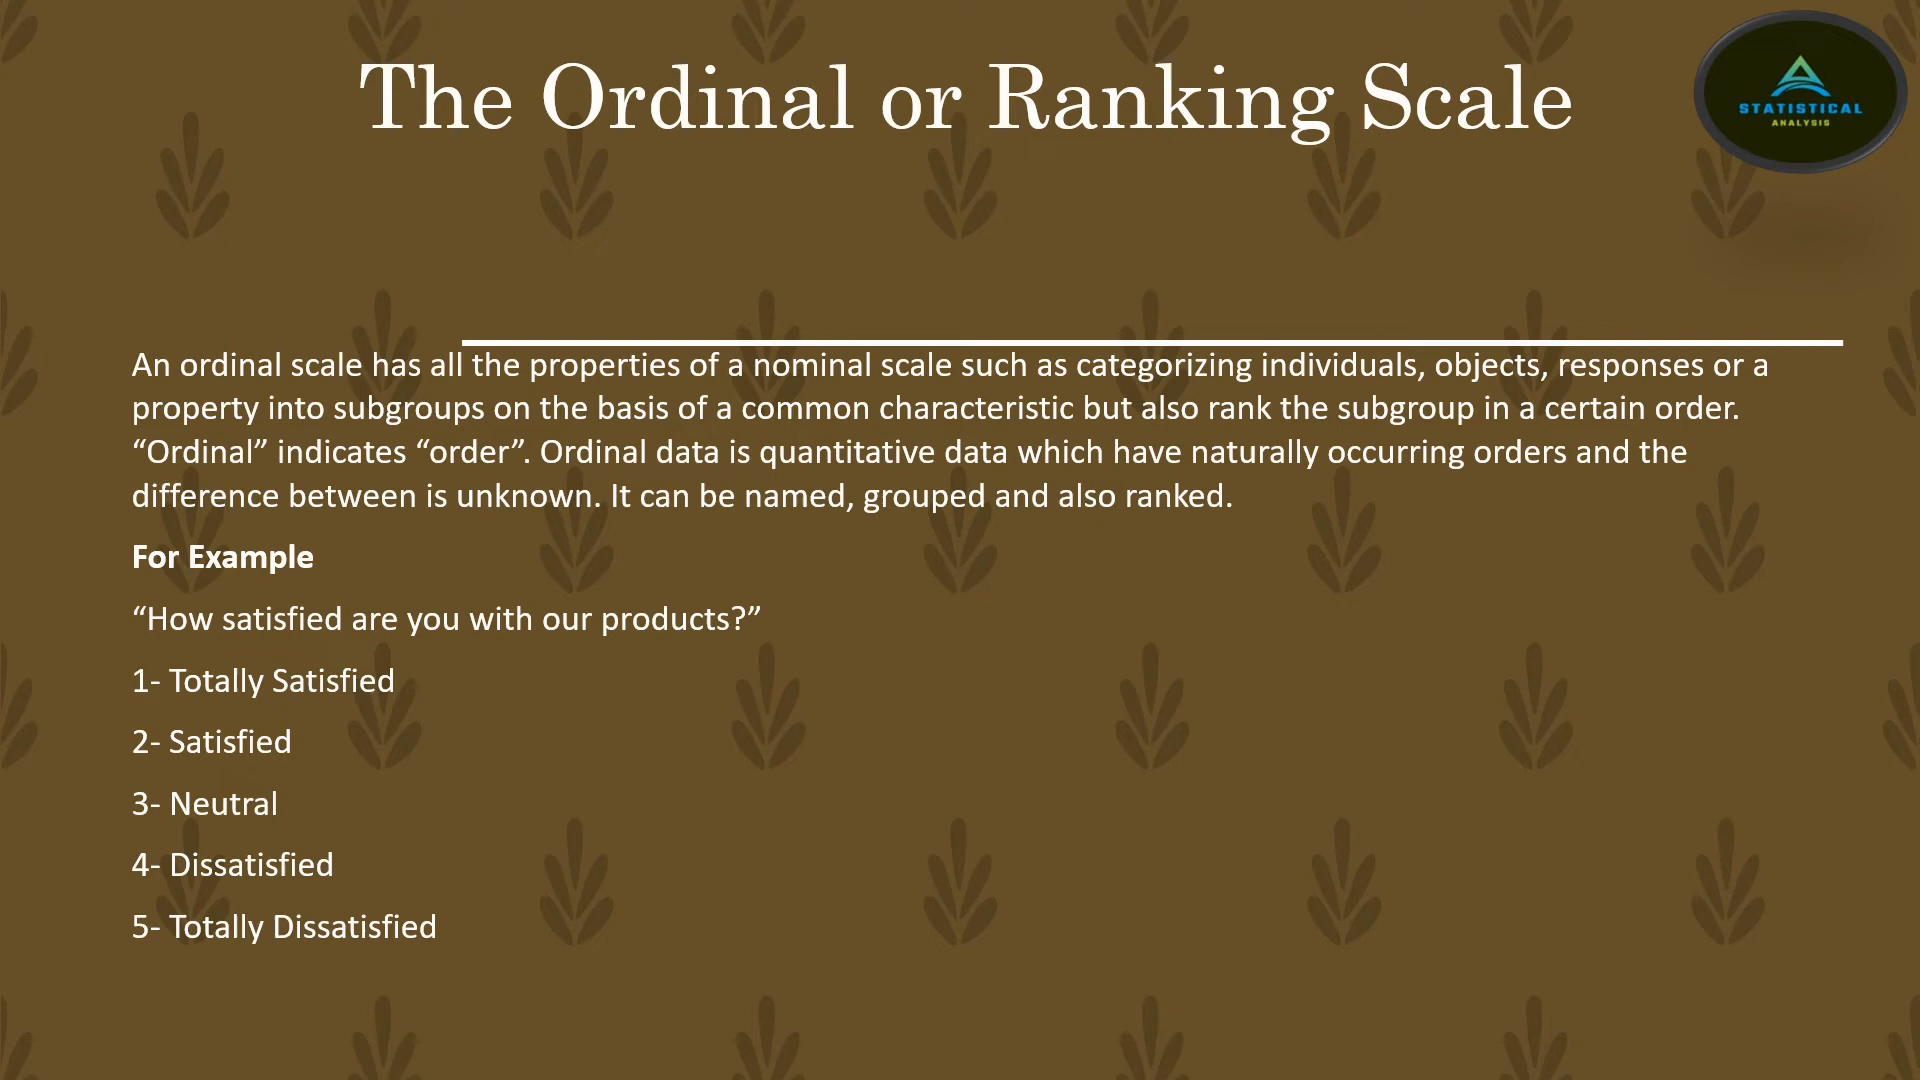 The Ordinal or Ranking Scale
STATISTICAL
ANALYSIS
An ordinal scale has all the properties of a nominal scale such as categorizing individuals, objects, responses or a
property into subgroups on the basis of a common characteristic but also rank the subgroup in a certain order.
“Ordinal” indicates “order”. Ordinal data is quantitative data which have naturally occurring orders and the
difference between is unknown. It can be named, grouped and also ranked.
For Example
“How satisfied are you with our products?”
1- Totally Satisfied
2- Satisfied
3- Neutral
4- Dissatisfied
5- Totally Dissatisfied